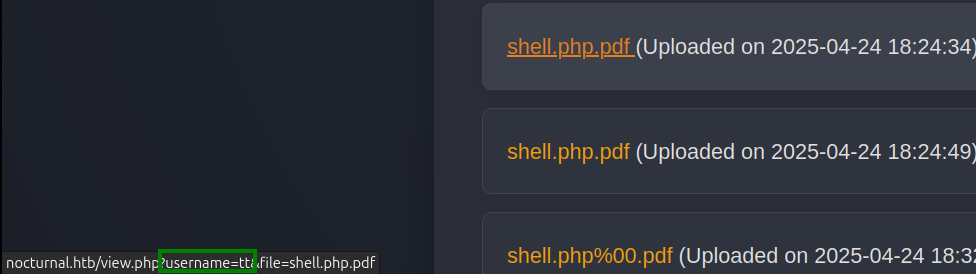 shell.php.pdf (Uploaded on 2025-04-24 18:24:34)
shell.php.pdf (Uploaded on 2025-04-24 18:24:49)
shell.php%00.pdf (Uploaded on 2025-04-24 18:32
nocturnal.htb/view.php?username=tt&file=shell.php.pdf